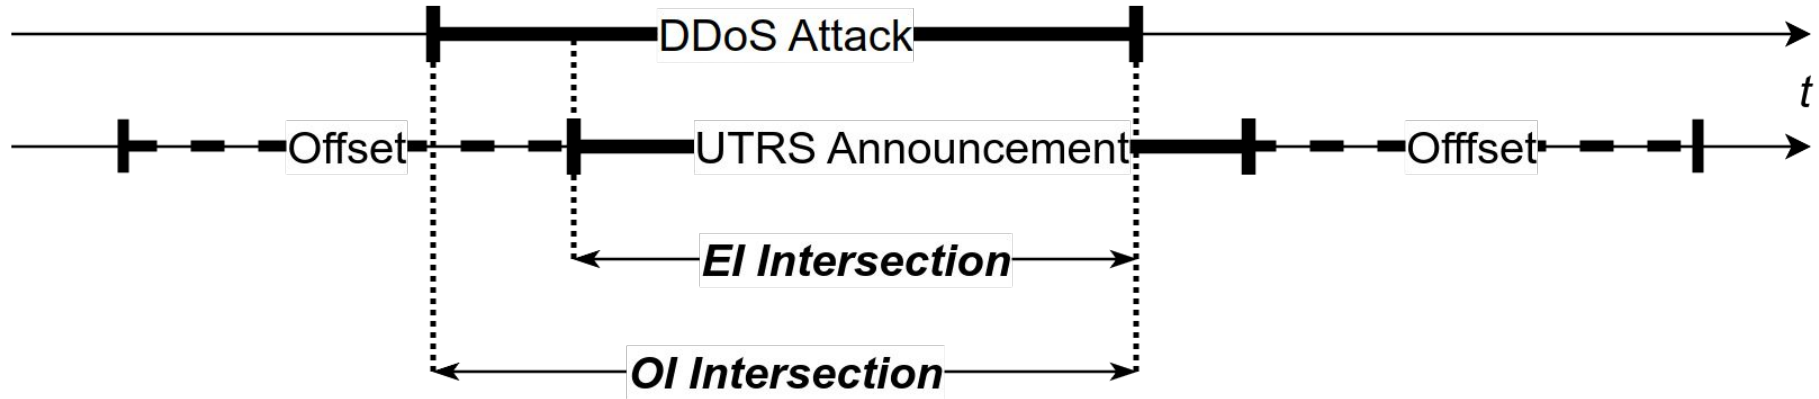 DDoS Attack
t
Offset
UTRS Announcement
Offfset
EI Intersection
OI Intersection